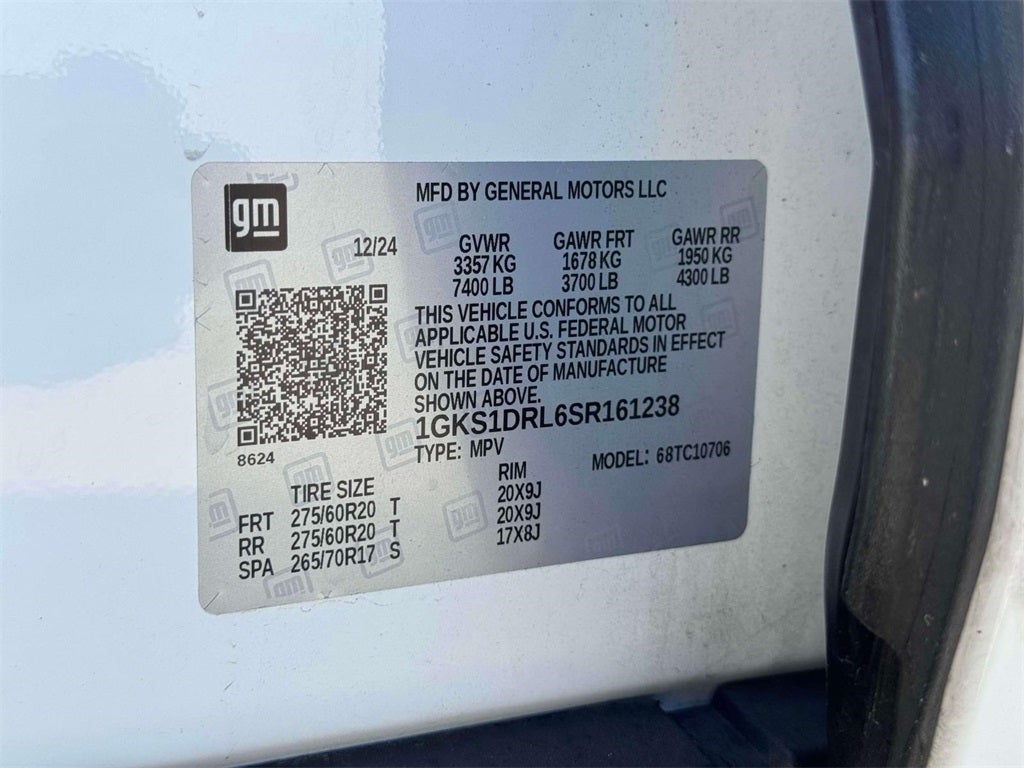 gm
MFD BY GENERAL MOTORS LLC
12/24
GVWR GAWR FRT GAWR RR
3357 KG 1678 KG 1950 KG
7400 LB 3700 LB 4300 LB
THIS VEHICLE CONFORMS TO ALL
APPLICABLE U.S. FEDERAL MOTOR
VEHICLE SAFETY STANDARDS IN EFFECT
ON THE DATE OF MANUFACTURE
SHOWN ABOVE.
1GKS1DRL6SR161238
8624
TYPE: MPV MODEL: 68TC10706
TIRE SIZE RIM
FRT 275/60R20 T 20X9J
RR 275/60R20 T 20X9J
SPA 265/70R17 S 17X8J